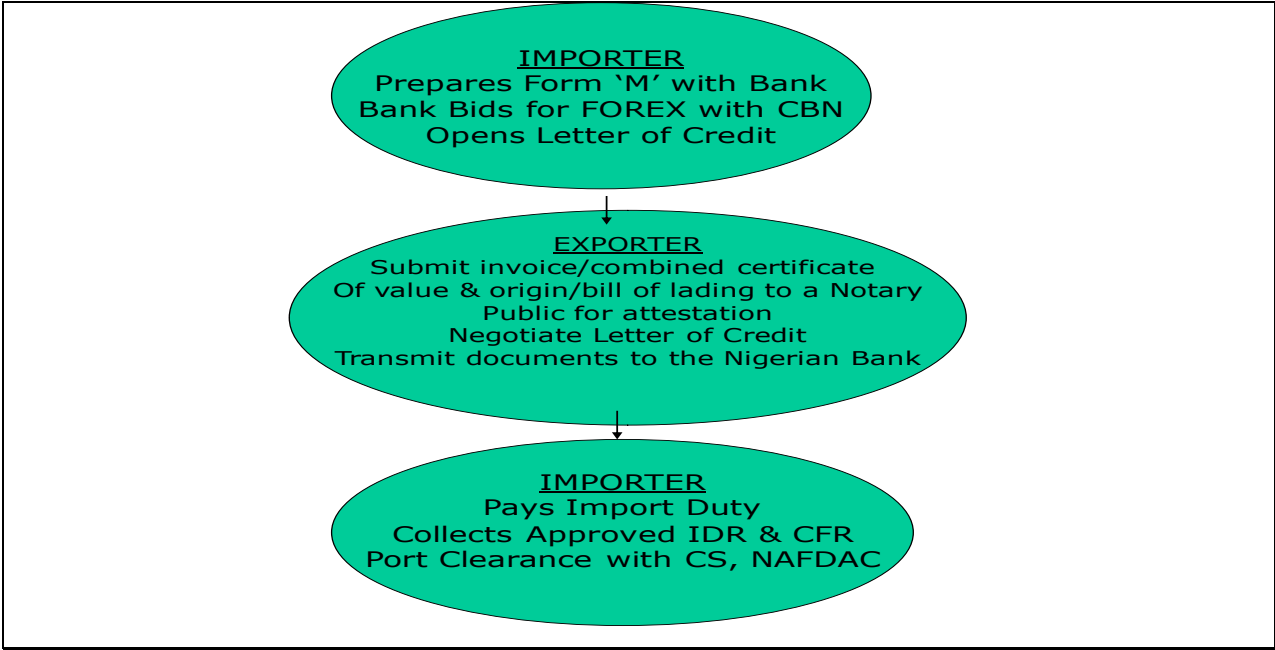 IMPORTER
Prepares Form ‘M’ with Bank
Bank Bids for FOREX with CBN
Opens Letter of Credit
EXPORTER
Submit invoice/combined certificate
Of value & origin/bill of lading to a Notary
Public for attestation
Negotiate Letter of Credit
Transmit documents to the Nigerian Bank
IMPORTER
Pays Import Duty
Collects Approved IDR & CFR
Port Clearance with CS, NAFDAC